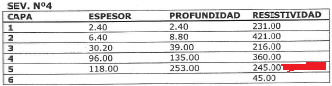 SEV. Nº4
CAPA ESPESOR PROFUNDIDAD RESISTIVIDAD
1 2.40 2.40 231.00
2 6.40 8.80 421.00
3 30.20 39.00 216.00
4 96.00 135.00 360.00
5 118.00 253.00 245.00
6 45.00